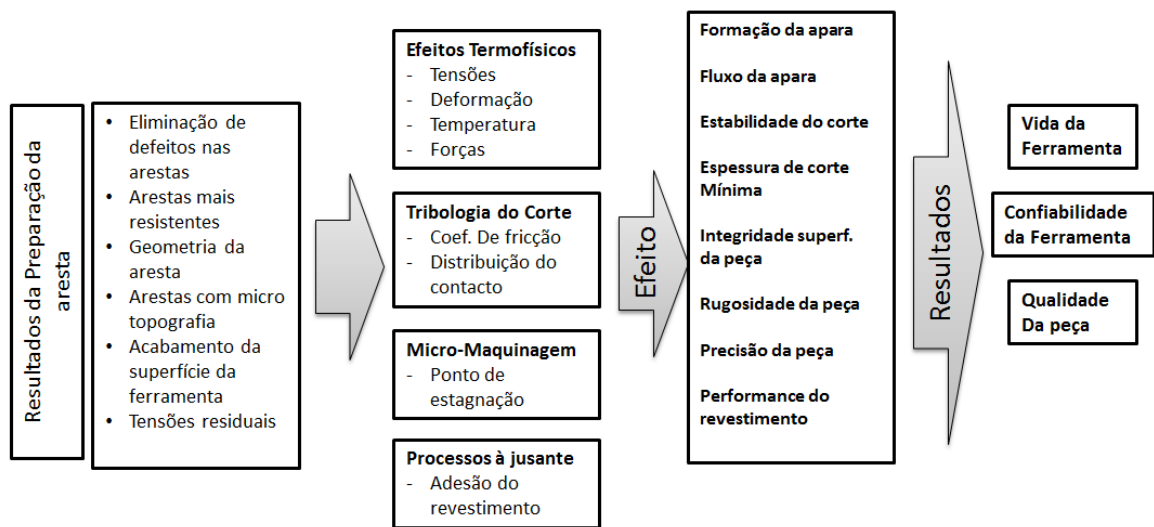 Resultados da Preparação da
aresta
• Eliminação de
defeitos nas
arestas
• Arestas mais
resistentes
• Geometria da
aresta
• Arestas com micro
topografia
• Acabamento da
superfície da
ferramenta
• Tensões residuais
Efeitos Termofísicos
- Tensões
- Deformação
- Temperatura
- Forças
Tribologia do Corte
- Coef. De fricção
- Distribuição do
contacto
Micro-Maquinagem
- Ponto de
estagnação
Processos à jusante
- Adesão do
revestimento
Efeito
Formação da apara
Fluxo da apara
Estabilidade do corte
Espessura de corte
Mínima
Integridade superf.
da peça
Rugosidade da peça
Precisão da peça
Performance do
revestimento
Resultados
Vida da
Ferramenta
Confiabilidade
da Ferramenta
Qualidade
Da peça